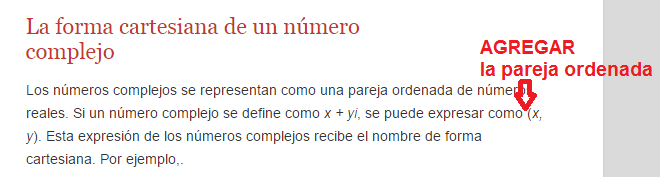 La forma cartesiana de un número
complejo
AGREGAR
la pareja ordenada
Los números complejos se representan como una pareja ordenada de números
reales. Si un número complejo se define como x + yi, se puede expresar como (x,
y). Esta expresión de los números complejos recibe el nombre de forma
cartesiana. Por ejemplo,.